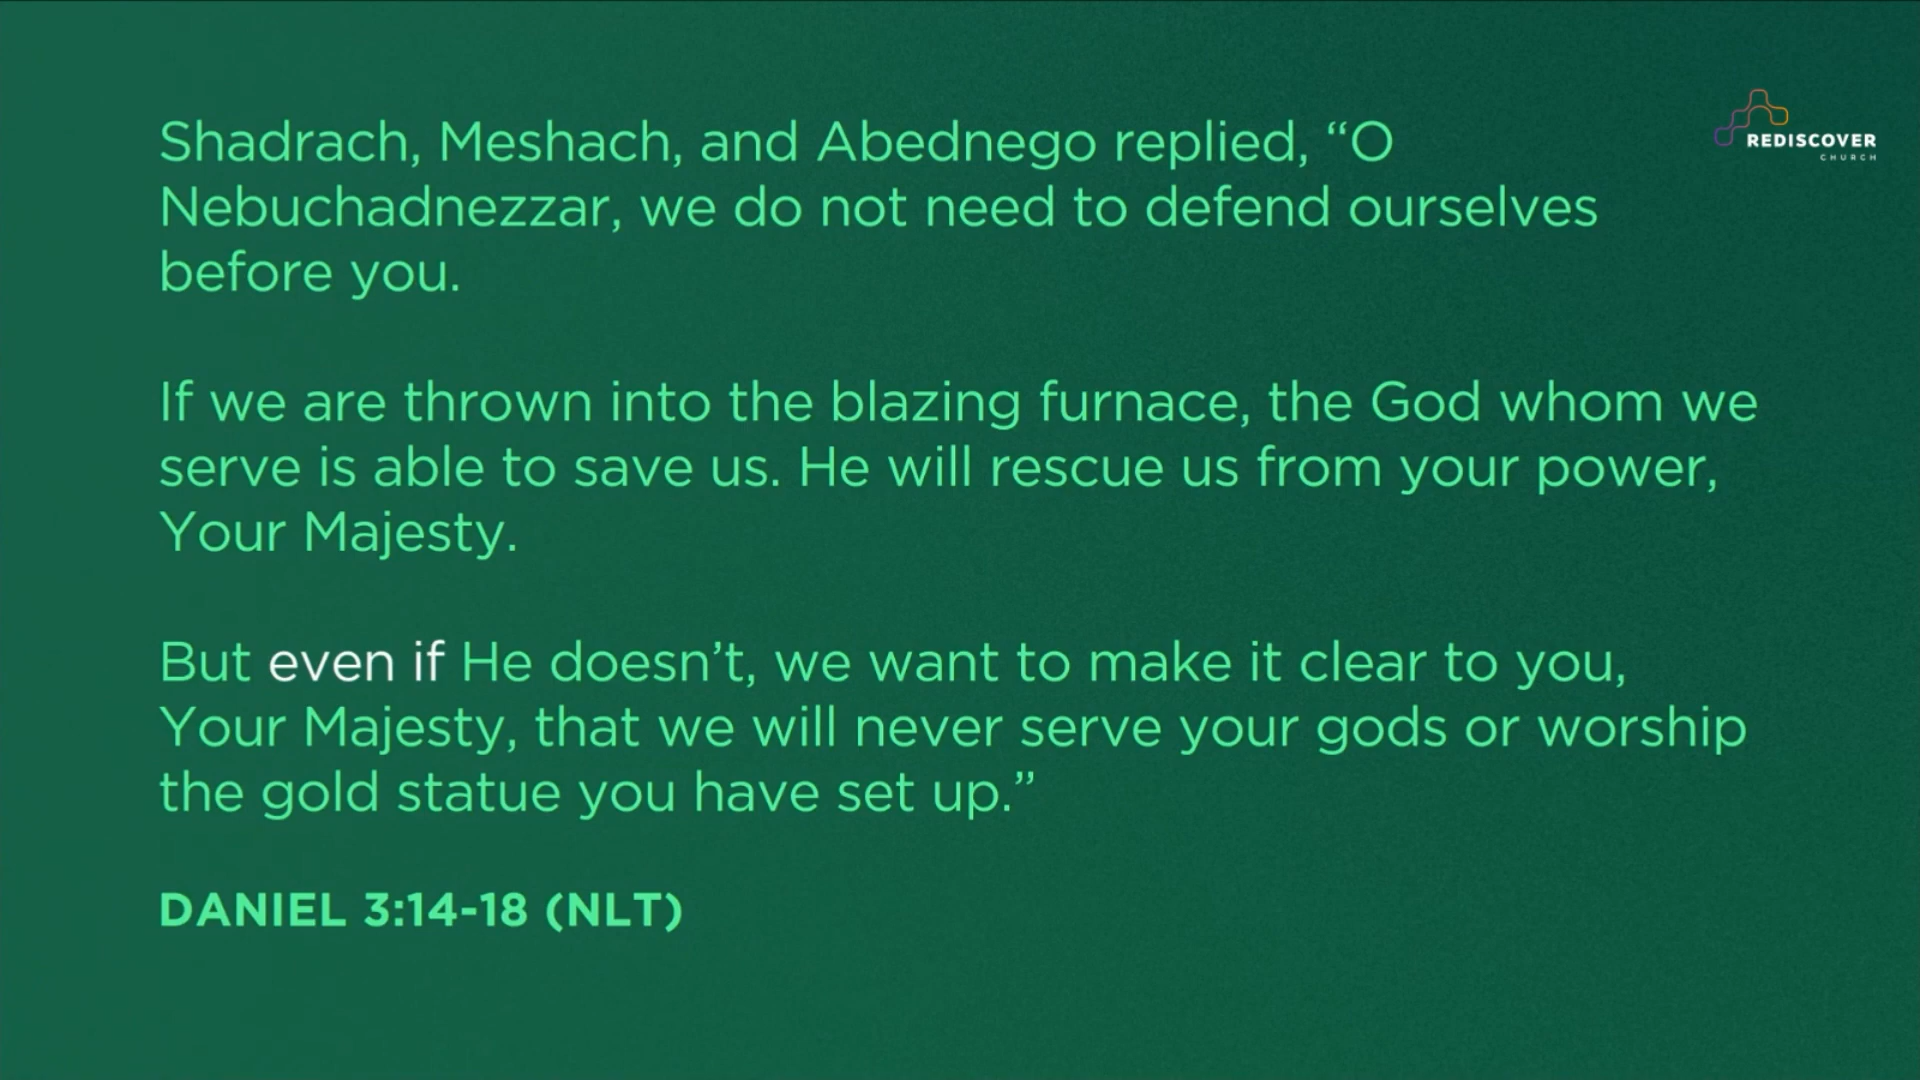 Shadrach, Meshach, and Abednego replied, “O
Nebuchadnezzar, we do not need to defend ourselves
before you.
If we are thrown into the blazing furnace, the God whom we
serve is able to save us. He will rescue us from your power,
Your Majesty.
But even if He doesn’t, we want to make it clear to you,
Your Majesty, that we will never serve your gods or worship
the gold statue you have set up.”
DANIEL 3:14-18 (NLT)
REDISCOVER
CHURCH